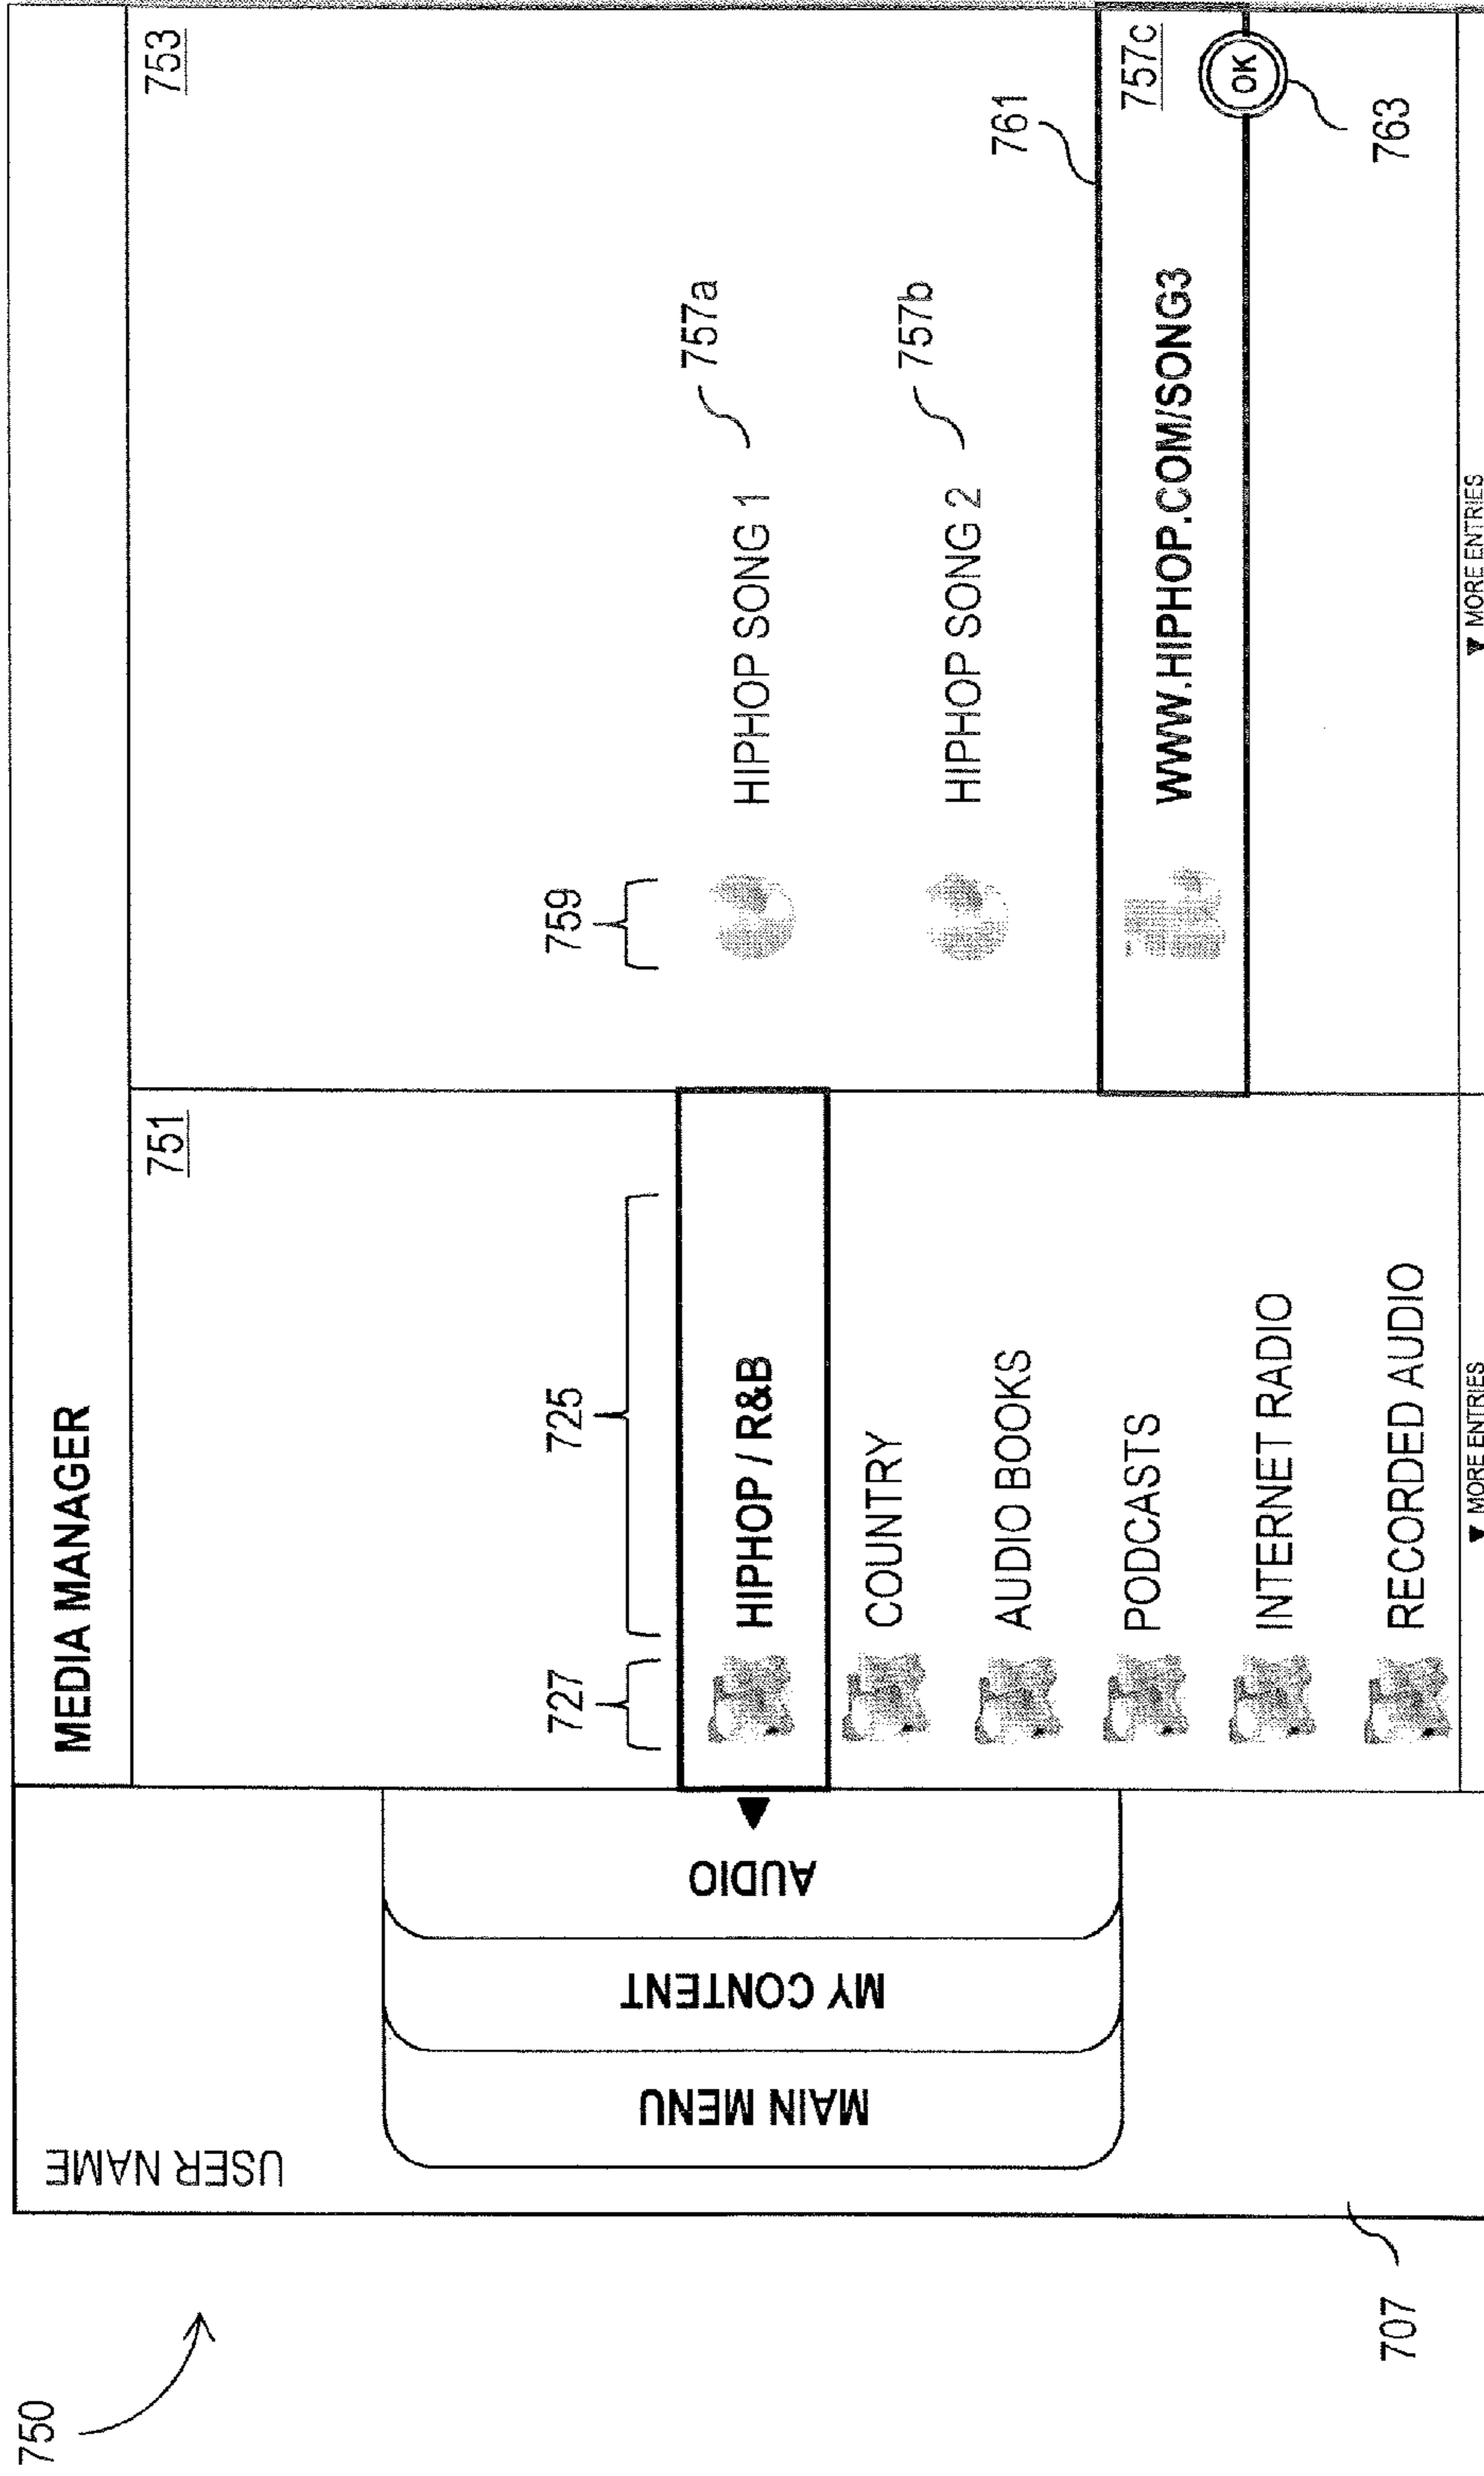 750
707
USER NAME
MAIN MENU
MY CONTENT
AUDIO
MEDIA MANAGER
751
727
725
HIPHOP / R&B
COUNTRY
AUDIO BOOKS
PODCASTS
INTERNET RADIO
RECORDED AUDIO
▼ MORE ENTRIES
753
759
HIPHOP SONG 1
757a
HIPHOP SONG 2
757b
761
WWW.HIPHOP.COM/SONG3
757c
OK
763
▼ MORE ENTRIES